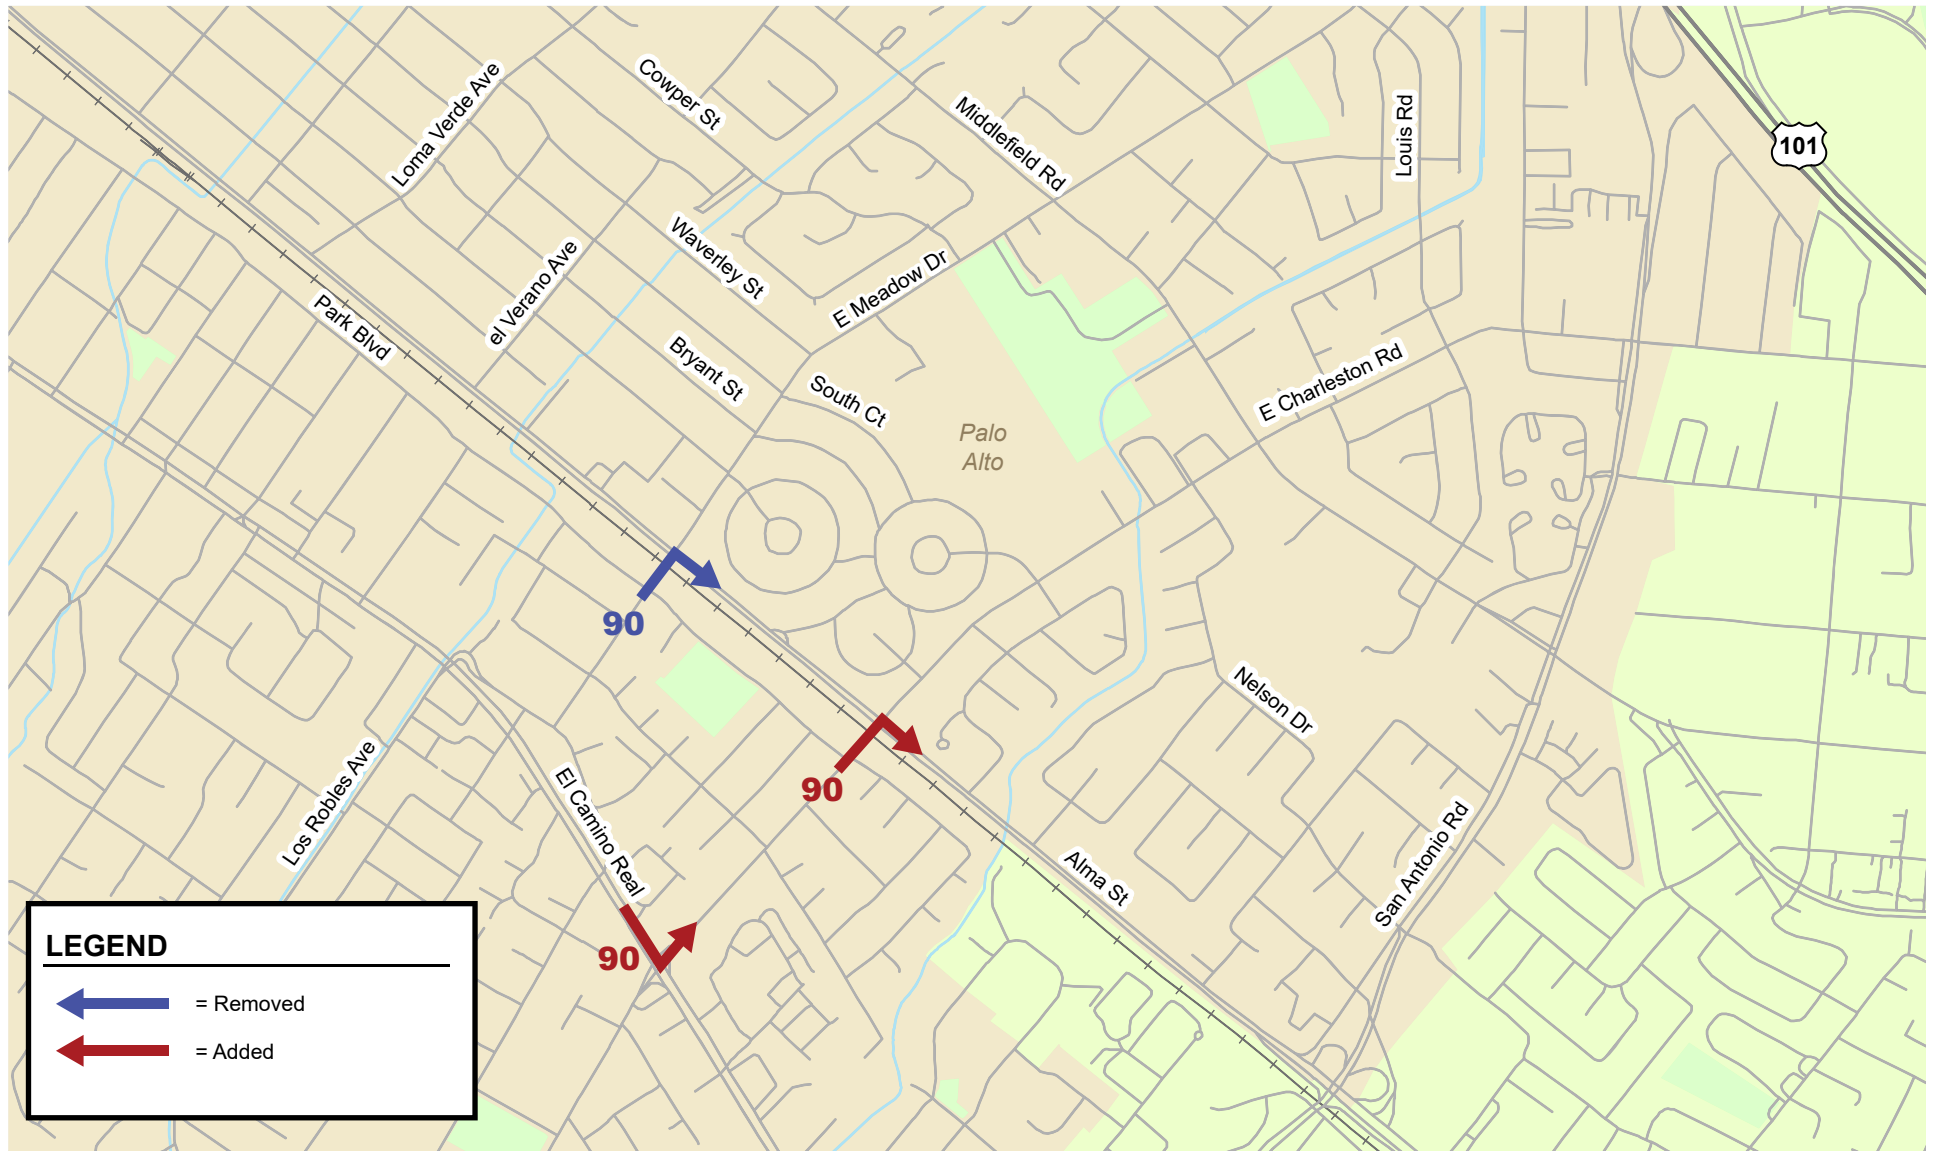 Cowper St
Loma Verde Ave
Middlefield Rd
Louis Rd
101
Waverley St
el Verano Ave
E Meadow Dr
Park Blvd
Bryant St
South Ct
E Charleston Rd
Palo
Alto
90
Nelson Dr
90
Los Robles Ave
El Camino Real
Alma St
San Antonio Rd
90
LEGEND
= Removed
= Added